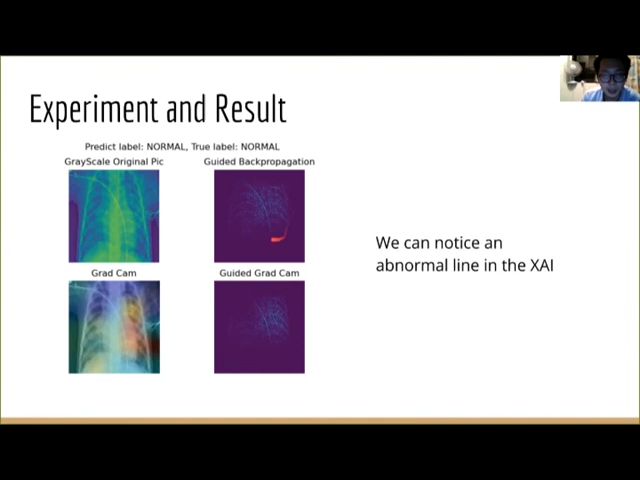 Experiment and Result
Predict label: NORMAL, True label: NORMAL
GrayScale Original Pic
Guided Backpropagation
Grad Cam
Guided Grad Cam
We can notice an
abnormal line in the XAI